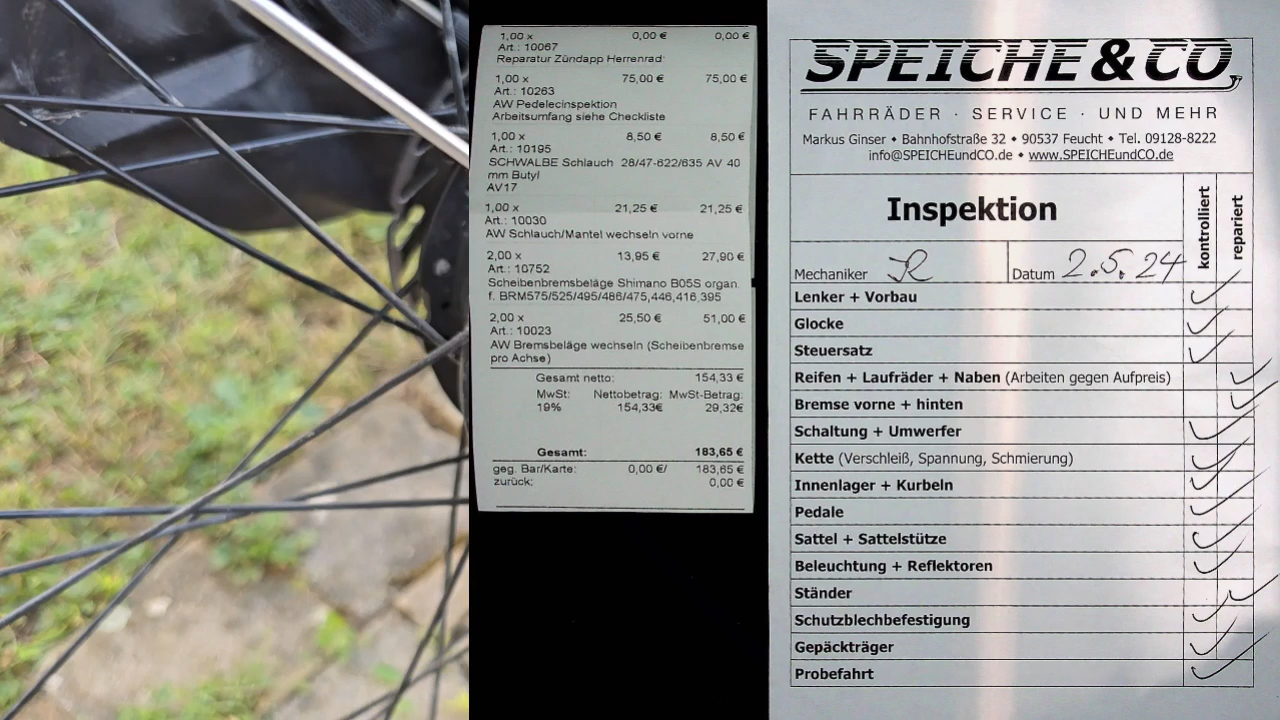 1,00 x 0,00 € 0,00 €
Art.: 10067
Reparatur Zündapp Herrenrad:
1,00 x 75,00 € 75,00 €
Art.: 10263
AW Pedelecinspektion
Arbeitsumfang siehe Checkliste
1,00 x 8,50 € 8,50 €
Art.: 10195
SCHWALBE Schlauch 28/47-622/635 AV 40
mm Butyl
AV17
1,00 x 21,25 € 21,25 €
Art.: 10030
AW Schlauch/Mantel wechseln vorne
2,00 x 13,95 € 27,90 €
Art.: 10752
Scheibenbremsbeläge Shimano B05S organ.
f. BRM575/525/495/486/475,446,416,395
2,00 x 25,50 € 51,00 €
Art.: 10023
AW Bremsbeläge wechseln (Scheibenbremse
pro Achse)
Gesamt netto: 154,33 €
MwSt: Nettobetrag: MwSt-Betrag:
19% 154,33€ 29,32€
Gesamt: 183,65 €
geg. Bar/Karte: 0,00 €/ 183,65 €
zurück: 0,00 €
SPEICHE & CO.
FAHRRÄDER · SERVICE · UND MEHR
Markus Ginser • Bahnhofstraße 32 • 90537 Feucht • Tel. 09128-8222
info@SPEICHEundCO.de • www.SPEICHEundCO.de
Inspektion
kontrolliert
repariert
Mechaniker R Datum 2.5.24
Lenker + Vorbau
Glocke
Steuersatz
Reifen + Laufräder + Naben (Arbeiten gegen Aufpreis)
Bremse vorne + hinten
Schaltung + Umwerfer
Kette (Verschleiß, Spannung, Schmierung)
Innenlager + Kurbeln
Pedale
Sattel + Sattelstütze
Beleuchtung + Reflektoren
Ständer
Schutzblechbefestigung
Gepäckträger
Probefahrt